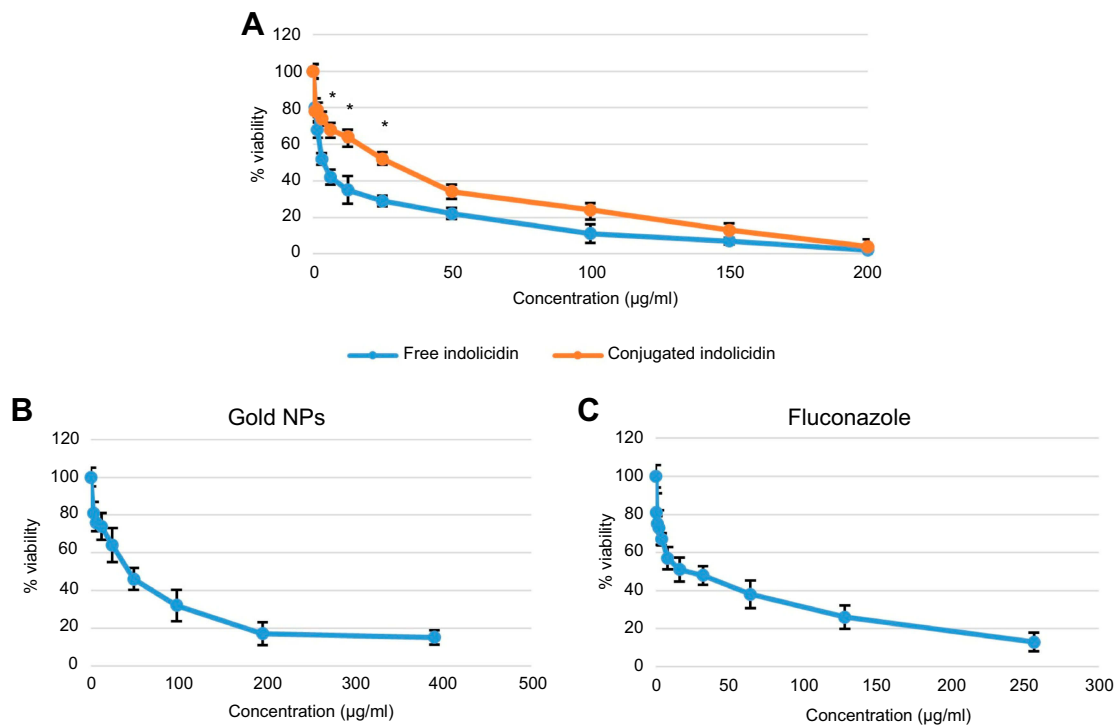 A
120
100
80
60
40
20
0
% viability
* * *
0 50 100 150 200
Concentration (µg/ml)
Free indolicidin Conjugated indolicidin
B
Gold NPs
120
100
80
60
40
20
0
% viability
0 100 200 300 400 500
Concentration (µg/ml)
C
Fluconazole
120
100
80
60
40
20
0
% viability
0 50 100 150 200 250 300
Concentration (µg/ml)